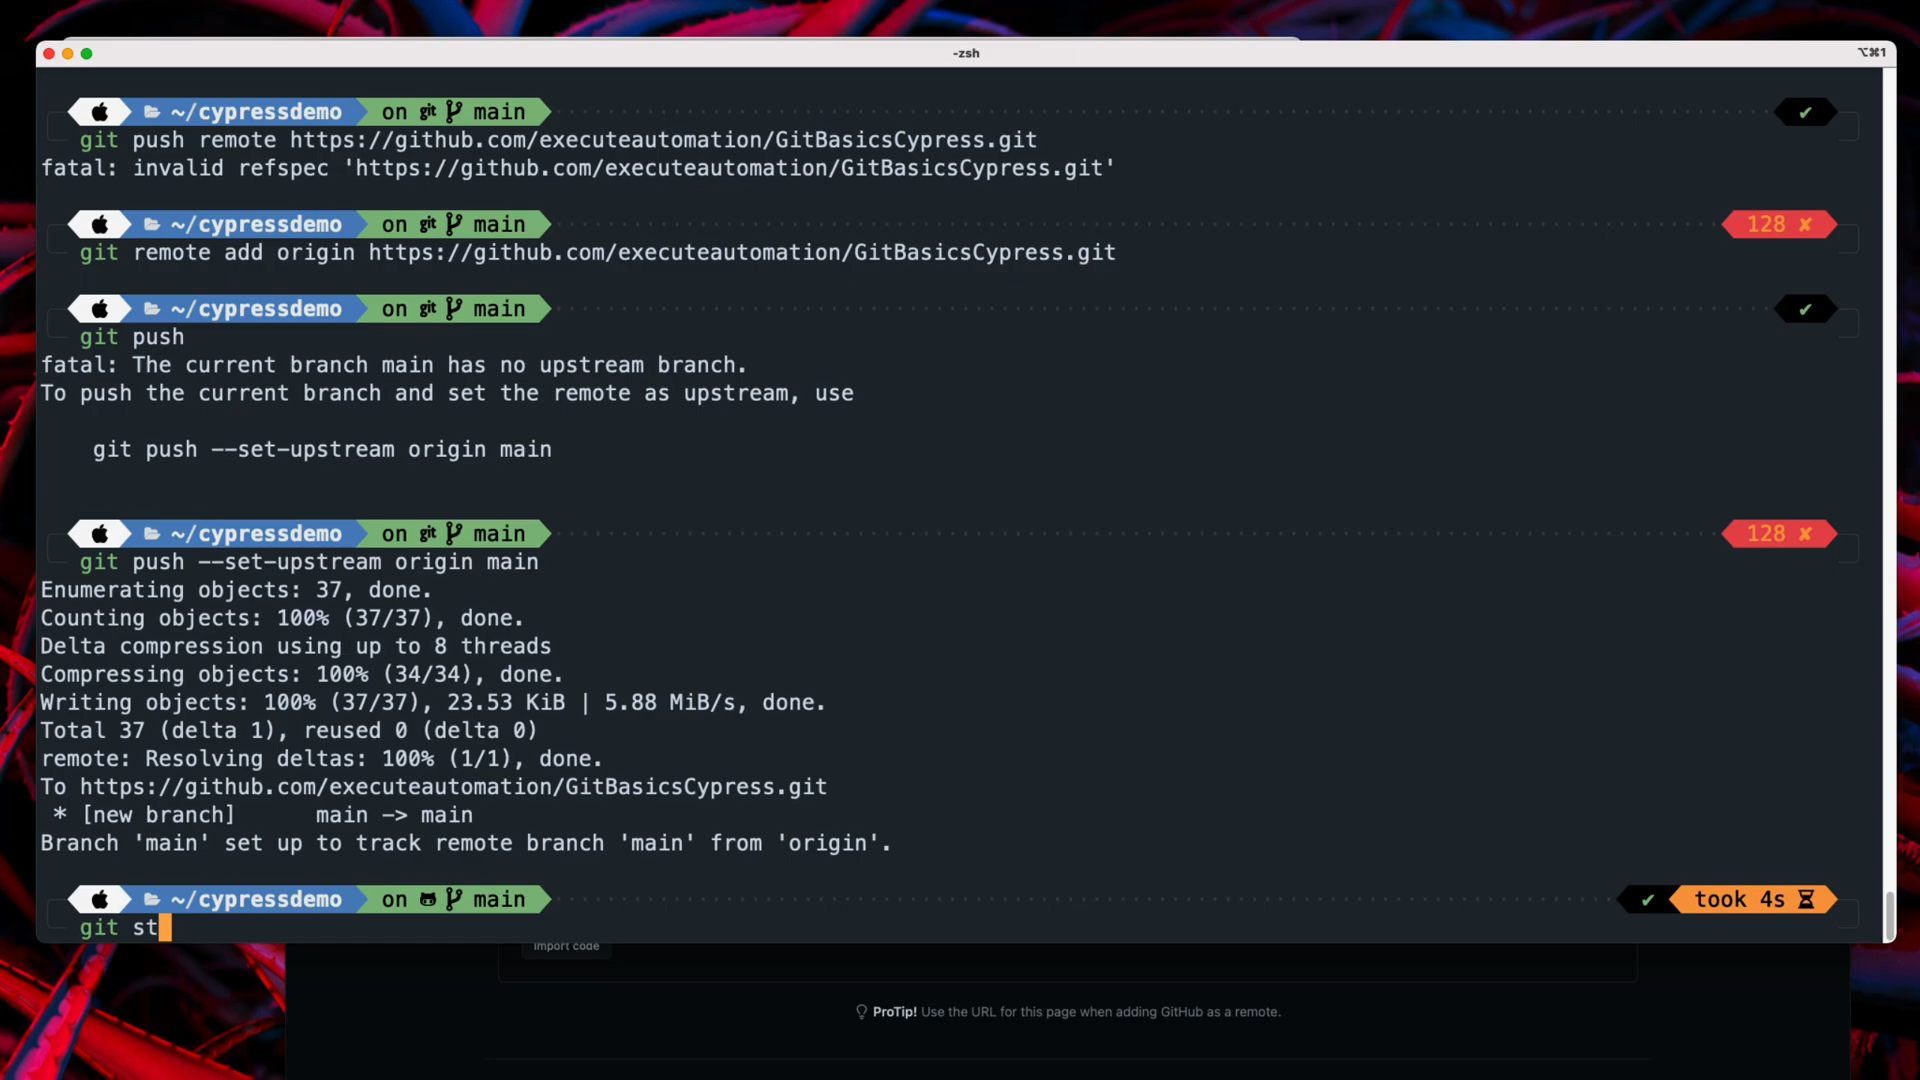 -zsh
⌥⌘1
~/cypressdemo on git main ✔
git push remote https://github.com/executeautomation/GitBasicsCypress.git
fatal: invalid refspec 'https://github.com/executeautomation/GitBasicsCypress.git'
~/cypressdemo on git main 128 ✘
git remote add origin https://github.com/executeautomation/GitBasicsCypress.git
~/cypressdemo on git main ✔
git push
fatal: The current branch main has no upstream branch.
To push the current branch and set the remote as upstream, use
git push --set-upstream origin main
~/cypressdemo on git main 128 ✘
git push --set-upstream origin main
Enumerating objects: 37, done.
Counting objects: 100% (37/37), done.
Delta compression using up to 8 threads
Compressing objects: 100% (34/34), done.
Writing objects: 100% (37/37), 23.53 KiB | 5.88 MiB/s, done.
Total 37 (delta 1), reused 0 (delta 0)
remote: Resolving deltas: 100% (1/1), done.
To https://github.com/executeautomation/GitBasicsCypress.git
* [new branch] main -> main
Branch 'main' set up to track remote branch 'main' from 'origin'.
~/cypressdemo on main ✔ took 4s
git st
Import code
ProTip! Use the URL for this page when adding GitHub as a remote.